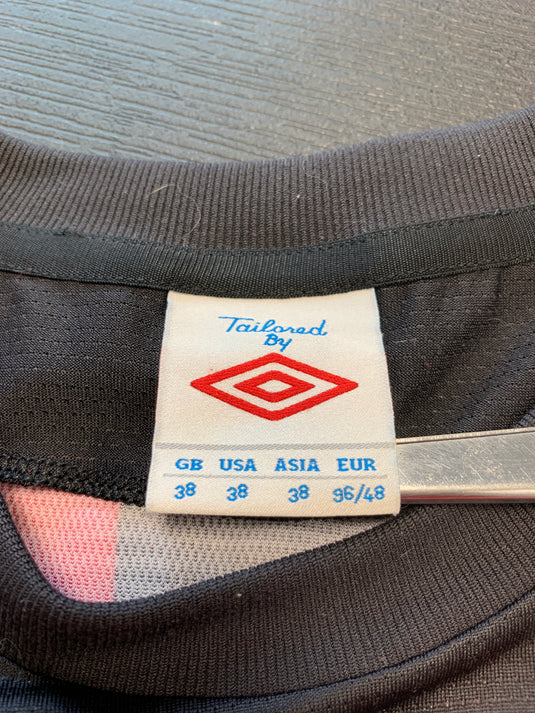 Tailored
By
GB USA ASIA EUR
38 38 38 96/48